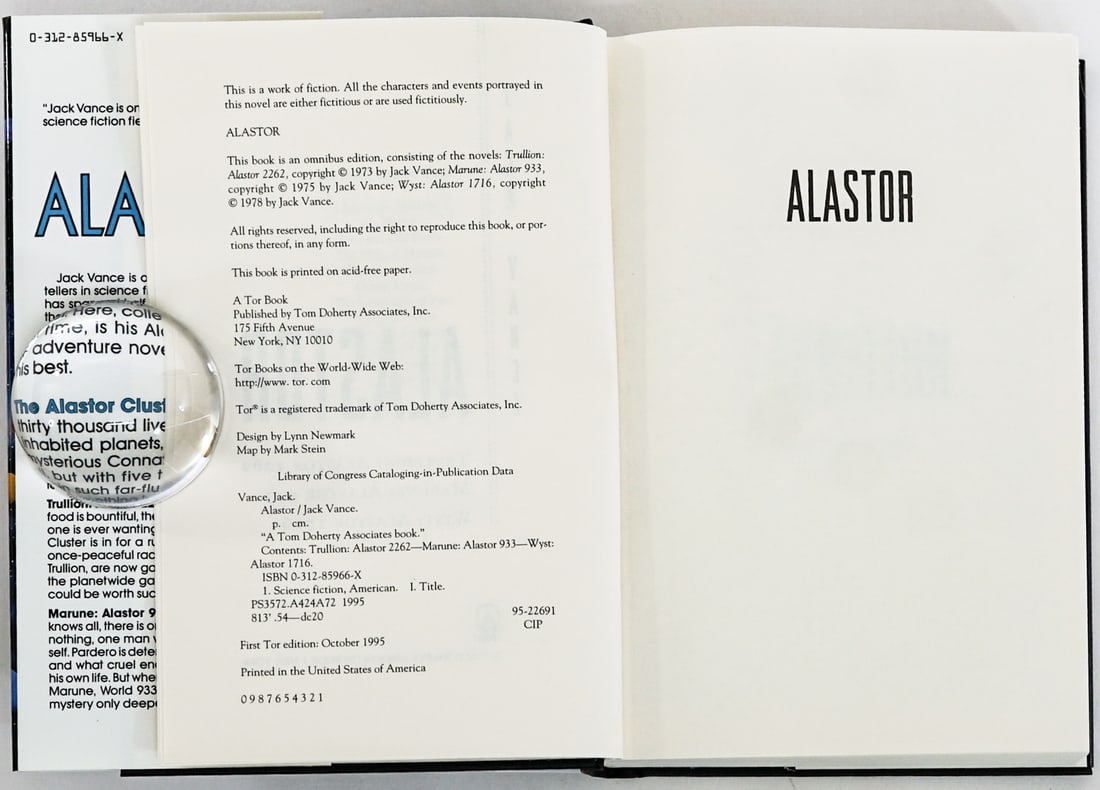 0-312-85966-X
"Jack Vance is on
science fiction fie
ALA
Jack Vance is a
tellers in science f
has
Here, colle
time, is his Al
adventure nove
his best.
The Alastor Clust
thirty thousand live
inhabited planets,
mysterious Conna
but with five t
such far-flu
Trullion
food is bountiful, the
one is ever wanting
Cluster is in for a ru
once-peaceful rac
Trullion, are now ga
the planetwide ga
could be worth suc
Marune: Alastor 9
knows all, there is o
nothing, one man
self. Pardero is dete
and what cruel en
his own life. But whe
Marune, World 933
mystery only deep
This is a work of fiction. All the characters and events portrayed in
this novel are either fictitious or are used fictitiously.
ALASTOR
This book is an omnibus edition, consisting of the novels: Trullion:
Alastor 2262, copyright © 1973 by Jack Vance; Marune: Alastor 933,
copyright © 1975 by Jack Vance; Wyst: Alastor 1716, copyright
© 1978 by Jack Vance.
All rights reserved, including the right to reproduce this book, or por-
tions thereof, in any form.
This book is printed on acid-free paper.
A Tor Book
Published by Tom Doherty Associates, Inc.
175 Fifth Avenue
New York, NY 10010
Tor Books on the World-Wide Web:
http://www. tor. com
Tor® is a registered trademark of Tom Doherty Associates, Inc.
Design by Lynn Newmark
Map by Mark Stein
Library of Congress Cataloging-in-Publication Data
Vance, Jack.
Alastor / Jack Vance.
p. cm.
"A Tom Doherty Associates book."
Contents: Trullion: Alastor 2262—Marune: Alastor 933—Wyst:
Alastor 1716.
ISBN 0-312-85966-X
1. Science fiction, American. I. Title.
PS3572.A424A72 1995
813' .54—dc20
95-22691
CIP
First Tor edition: October 1995
Printed in the United States of America
0 9 8 7 6 5 4 3 2 1
ALASTOR